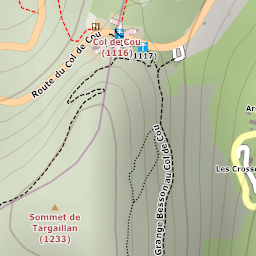 Col de Cou
(1116)
(1117)
Route du Col de Cou
Grange Besson au Col de Cou
Les Crosse
Sommet de
Targaillan
(1233)